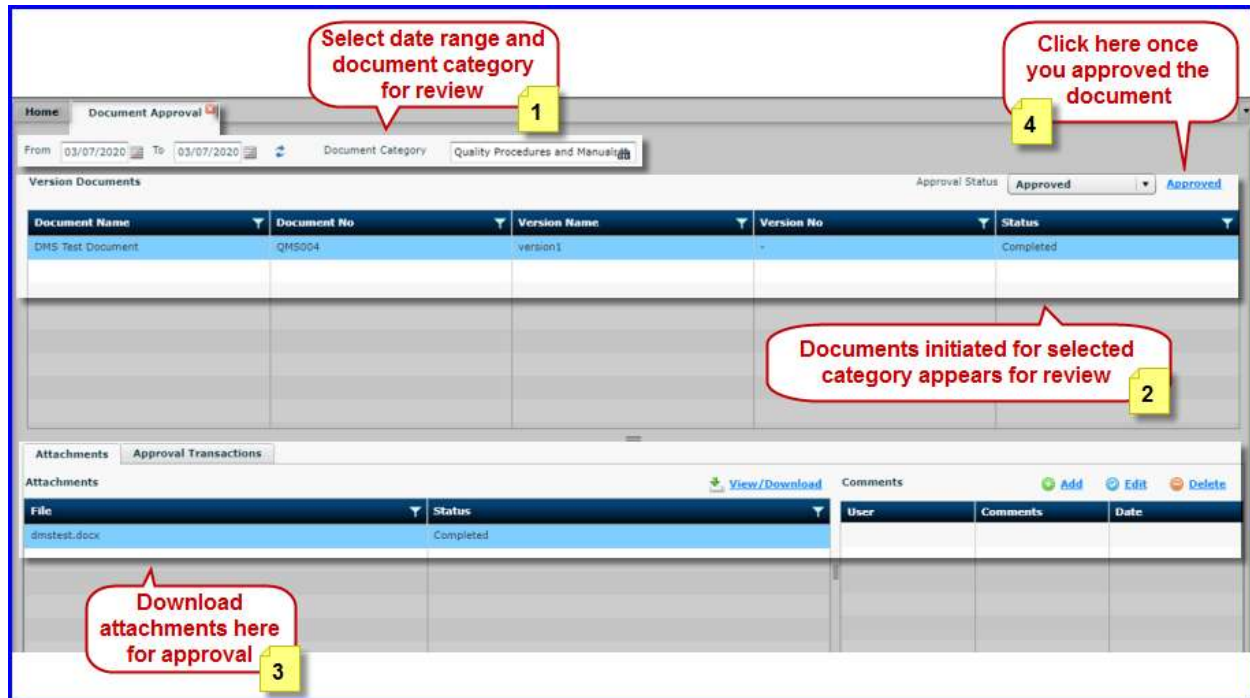 Select date range and
document category
for review
1
Click here once
you approved the
document
4
Home Document Approval
From 03/07/2020 To 03/07/2020 Document Category Quality Procedures and Manuals
Version Documents Approval Status Approved Approved
Document Name Document No Version Name Version No Status
DMS Test Document QMS004 version1 - Completed
Documents initiated for selected
category appears for review
2
Attachments Approval Transactions
Attachments View/Download Comments Add Edit Delete
File Status User Comments Date
dmstest.docx Completed
Download
attachments here
for approval
3